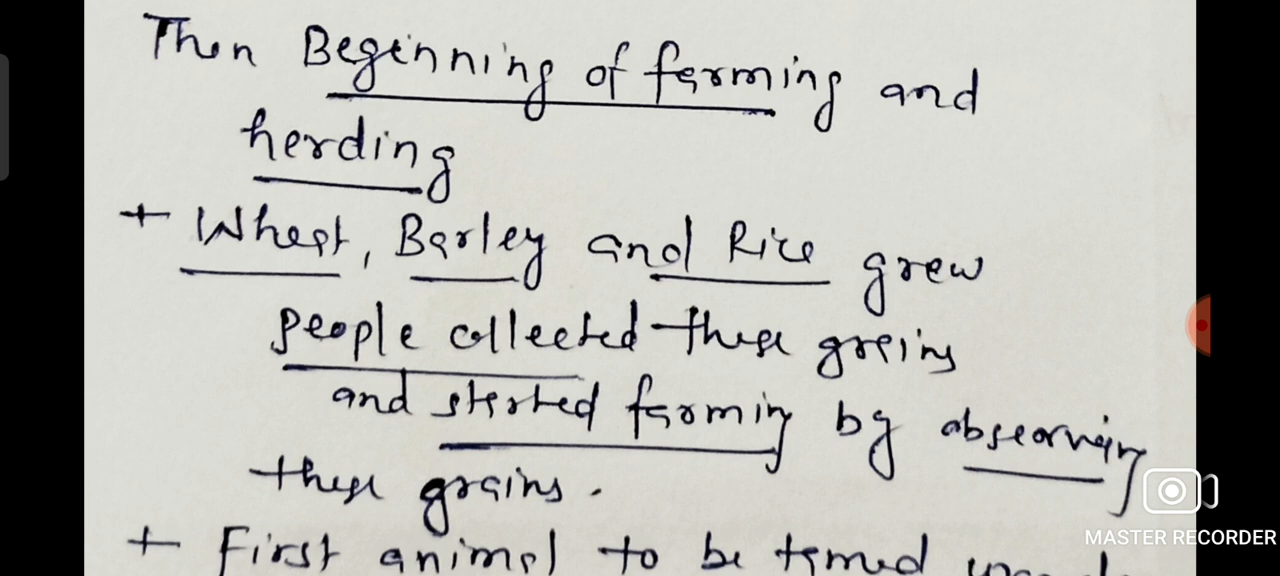 Then Beginning of farming and
herding
+ Wheat, Barley and Rice grew
people collected these grains
and started farming by observing
these grains.
+ First animal to be tamed
MASTER RECORDER